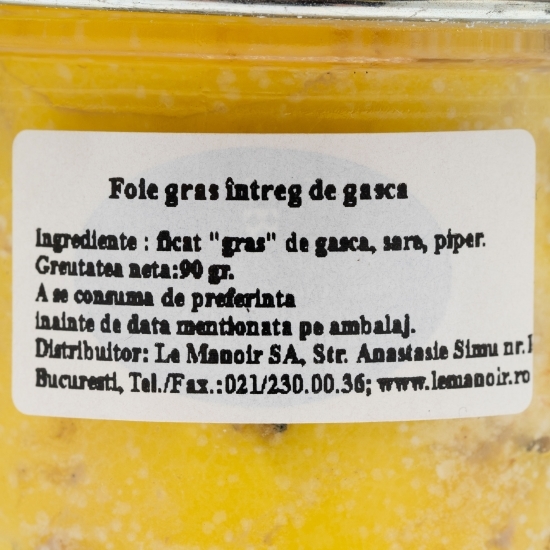 Foie gras întreg de gasca
Ingrediente : ficat "gras" de gasca, sare, piper.
Greutatea neta:90 gr.
A se consuma de preferinta
inainte de data mentionata pe ambalaj.
Distribuitor: Le Manoir SA, Str. Anastasie Simu nr.
Bucuresti, Tel./Fax.:021/230.00.36; www.lemanoir.ro